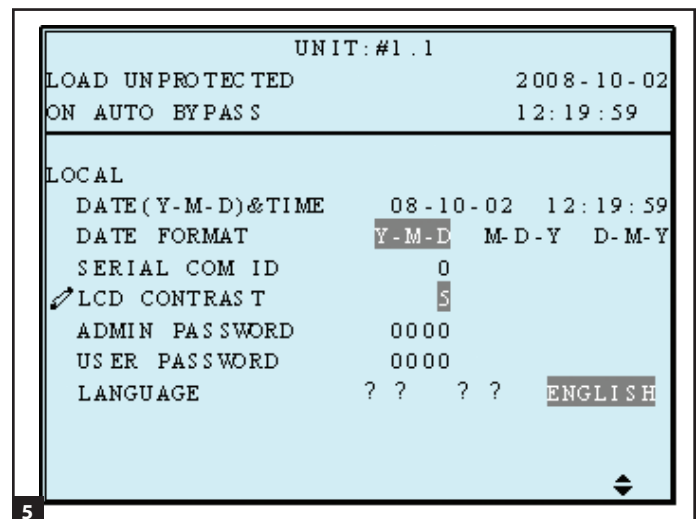 UNIT:#1.1
LOAD UNPROTECTED 2008-10-02
ON AUTO BYPASS 12:19:59
LOCAL
DATE(Y-M-D)&TIME 08-10-02 12:19:59
DATE FORMAT Y-M-D M-D-Y D-M-Y
SERIAL COM ID 0
LCD CONTRAST 5
ADMIN PASSWORD 0000
USER PASSWORD 0000
LANGUAGE ? ? ? ? ENGLISH
5